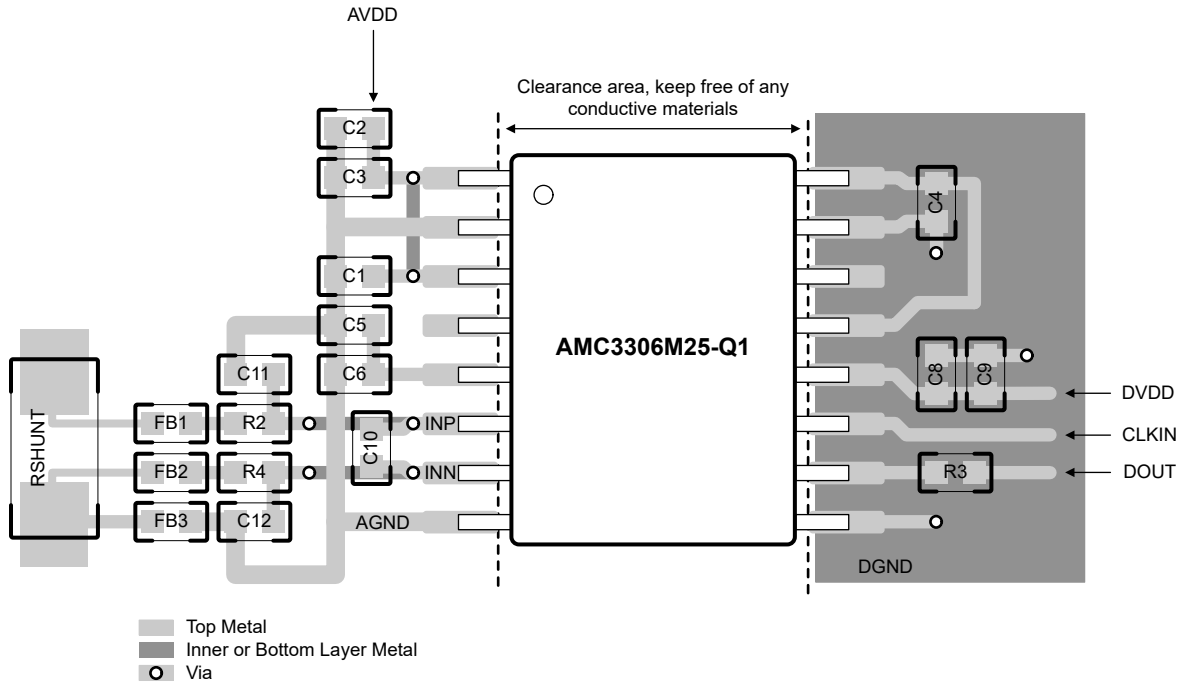 AVDD
Clearance area, keep free of any
conductive materials
C2
C3
C4
C1
C5
AMC3306M25-Q1
C11
C6
C8
C9
DVDD
RSHUNT
FB1
R2
C10
INP
CLKIN
FB2
R4
INN
R3
DOUT
FB3
C12
AGND
DGND
Top Metal
Inner or Bottom Layer Metal
Via